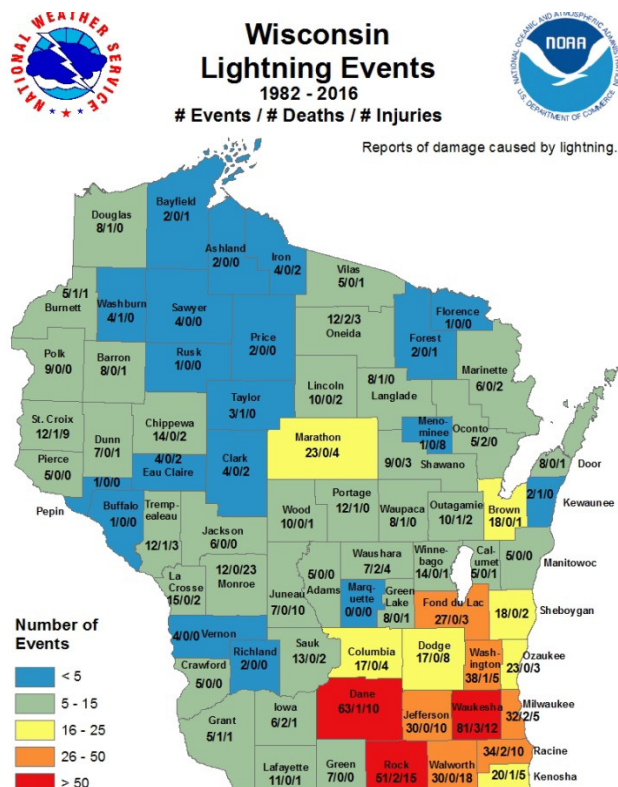 NATIONAL WEATHER SERVICE
Wisconsin
Lightning Events
1982 - 2016
# Events / # Deaths / # Injuries
NATIONAL OCEANIC AND ATMOSPHERIC ADMINISTRATION
NOAA
U.S. DEPARTMENT OF COMMERCE
Reports of damage caused by lightning.
Douglas
8/1/0
Bayfield
2/0/1
Ashland
2/0/0
Iron
4/0/2
Vilas
5/0/1
5/1/1
Burnett
Washburn
4/1/0
Sawyer
4/0/0
Price
2/0/0
12/2/3
Oneida
Florence
1/0/0
Forest
2/0/1
Marinette
6/0/2
Polk
9/0/0
Barron
8/0/1
Rusk
1/0/0
Taylor
3/1/0
Lincoln
10/0/2
8/1/0
Langlade
St. Croix
12/1/9
Dunn
7/0/1
Chippewa
14/0/2
Marathon
23/0/4
Meno-
minee
1/0/8
Oconto
5/2/0
Pierce
5/0/0
4/0/2
Eau Claire
Clark
4/0/2
9/0/3
Shawano
8/0/1
Door
1/0/0
Pepin
Buffalo
1/0/0
Tremp-
ealeau
12/1/3
Jackson
6/0/0
Wood
10/0/1
Portage
12/1/0
Waupaca
8/1/0
Outagamie
10/1/2
Brown
18/0/1
2/1/0
Kewaunee
La
Crosse
15/0/2
12/0/23
Monroe
Juneau
7/0/10
5/0/0
Adams
Waushara
7/2/4
Winne-
bago
14/0/1
Cal-
umet
5/0/1
5/0/0
Manitowoc
Marq-
uette
0/0/0
Green
Lake
8/0/1
Fond du Lac
27/0/3
18/0/2
Sheboygan
4/0/0
Vernon
Crawford
5/0/0
Richland
2/0/0
Sauk
13/0/2
Columbia
17/0/4
Dodge
17/0/8
Wash-
ington
38/1/5
Ozaukee
23/0/3
Grant
5/1/1
Iowa
6/2/1
Dane
63/1/10
Jefferson
30/0/10
Waukesha
81/3/12
Milwaukee
32/2/5
Lafayette
11/0/1
Green
7/0/0
Rock
51/2/15
Walworth
30/0/18
34/2/10
Racine
20/1/5
Kenosha
Number of
Events
< 5
5 - 15
16 - 25
26 - 50
> 50